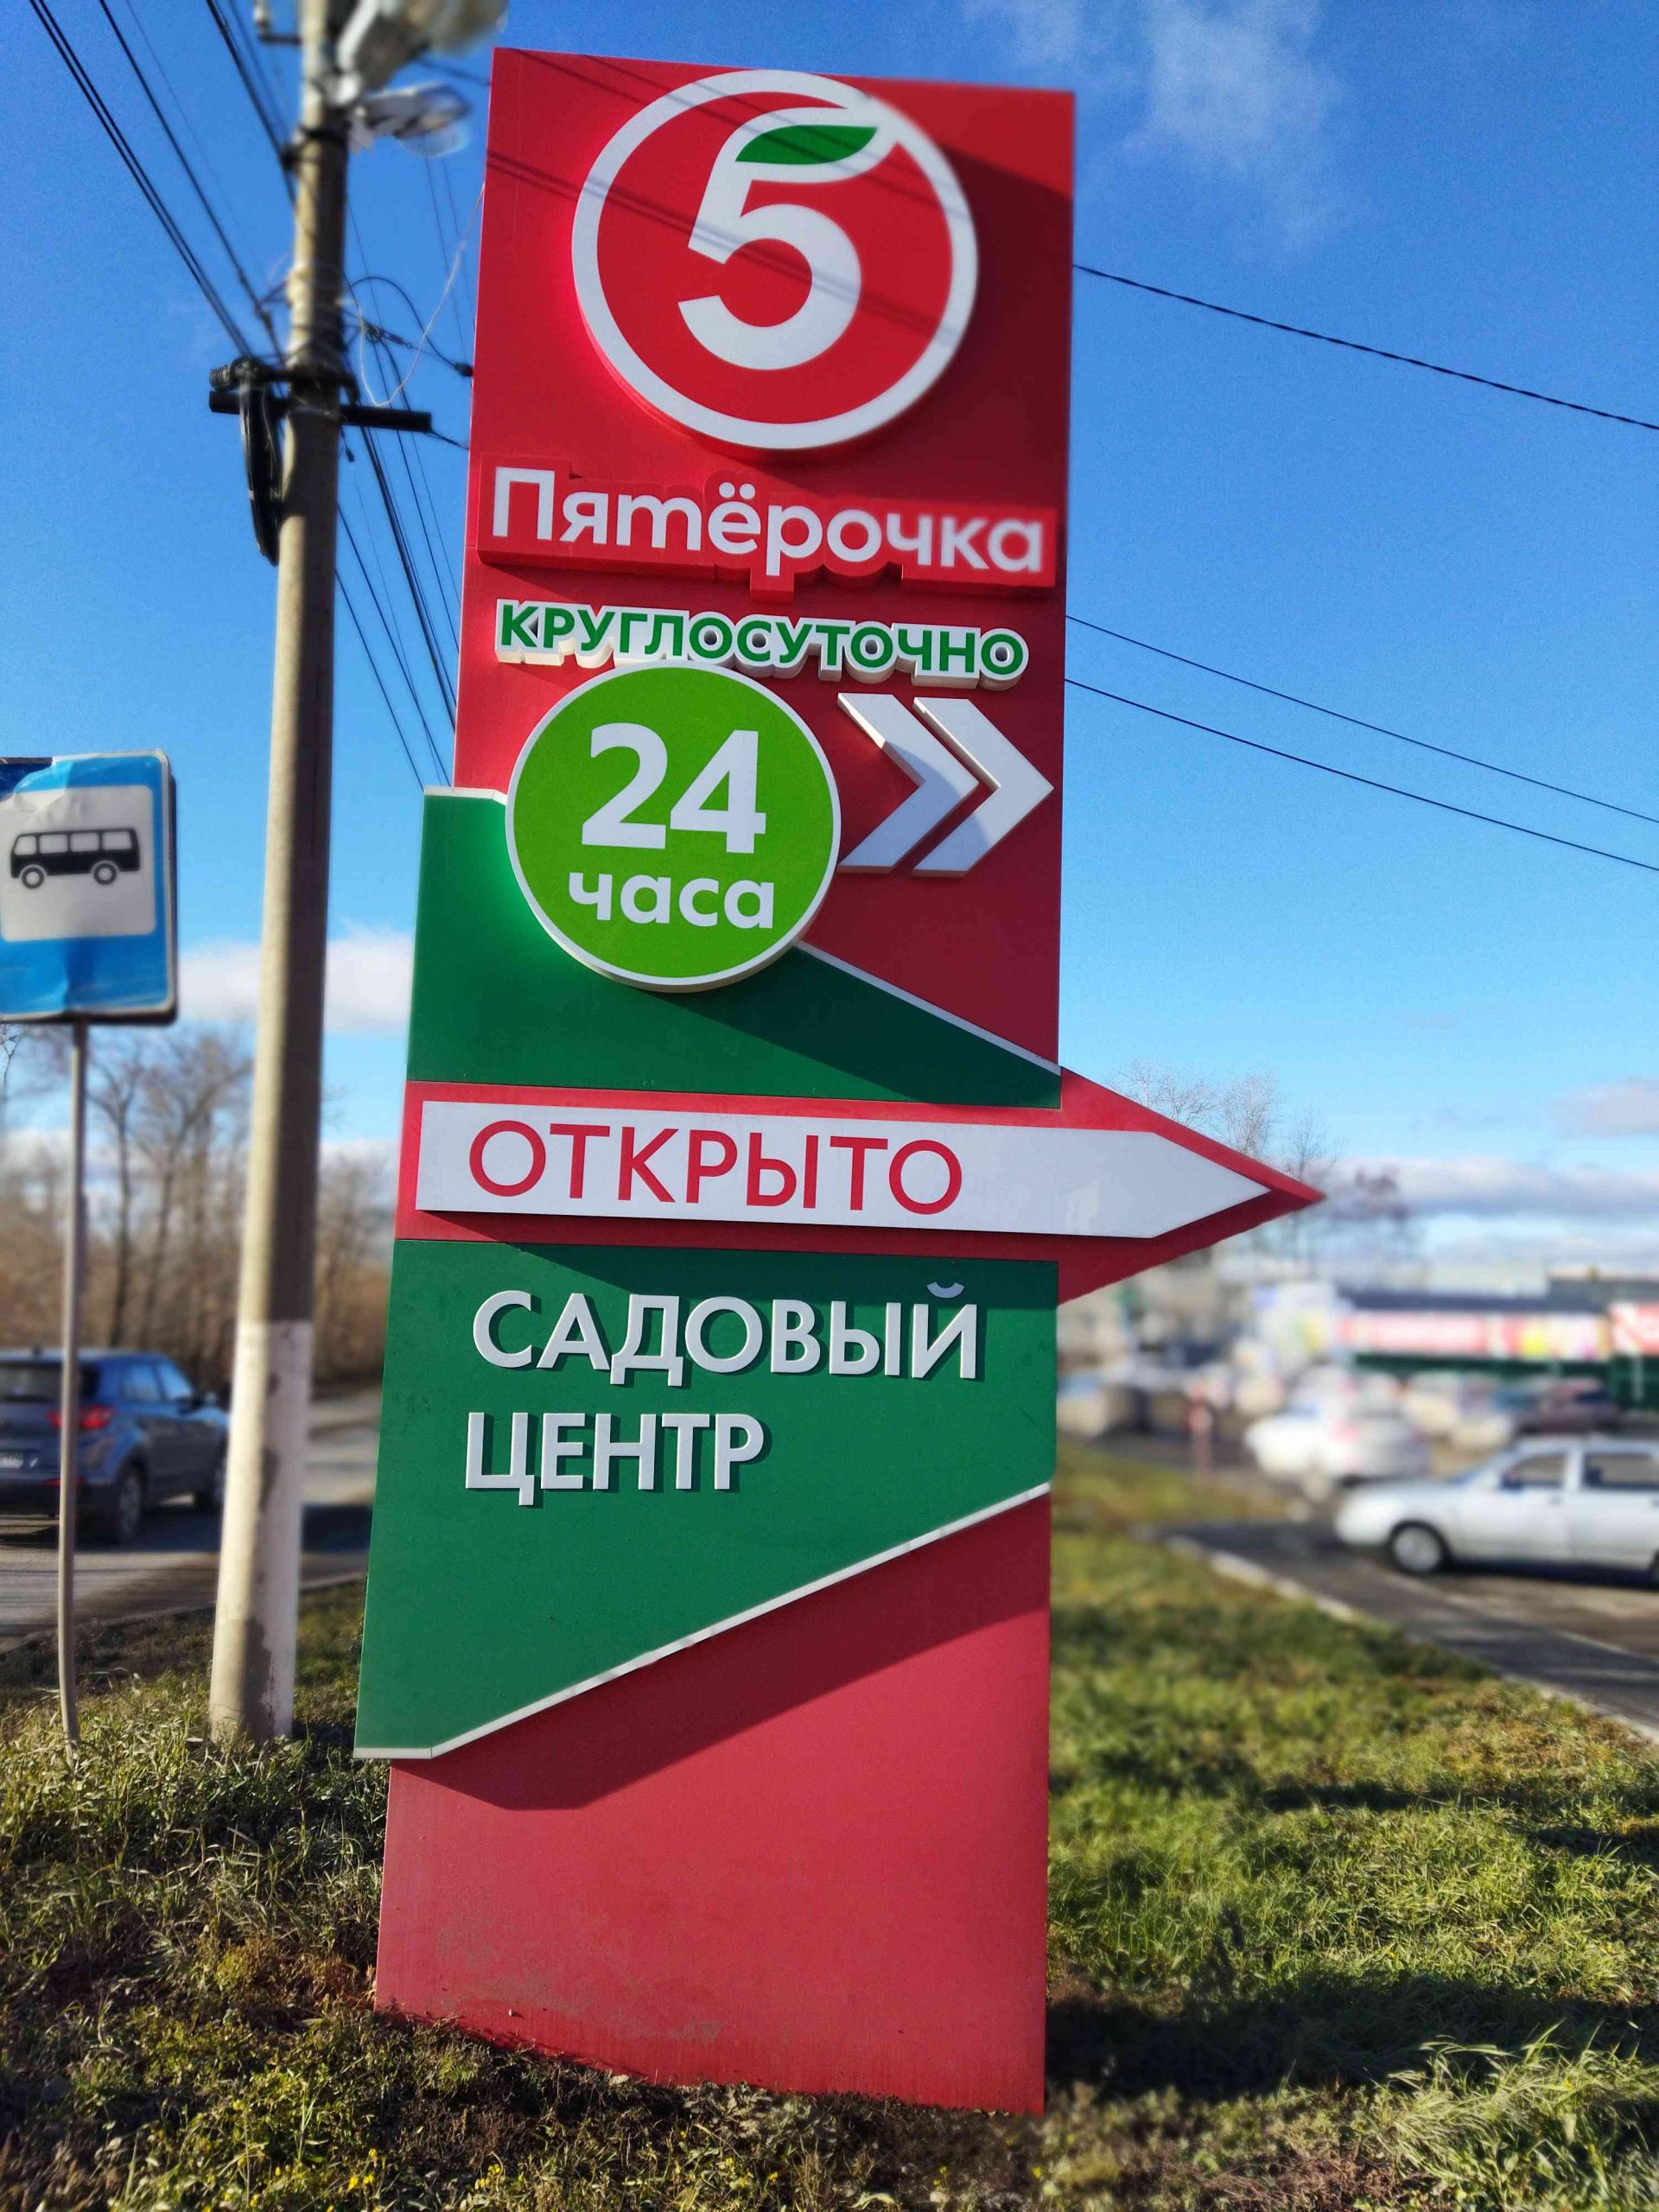 5
Пятёрочка
КРУГЛОСУТОЧНО
24
часа
ОТКРЫТО
САДОВЫЙ
ЦЕНТР